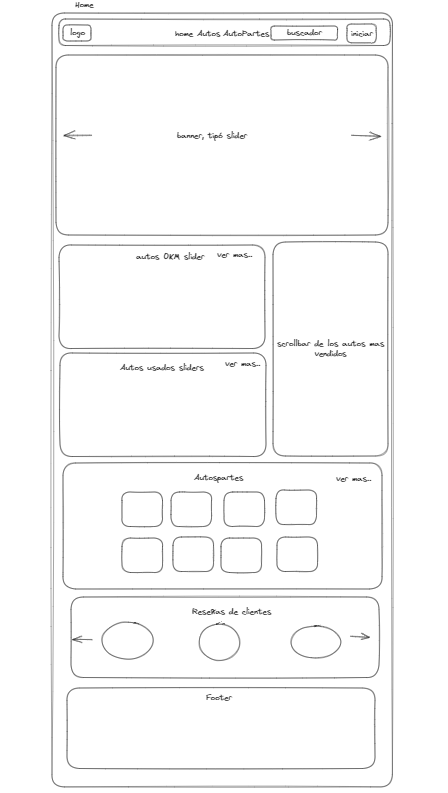 Home
logo
home Autos AutoPartes
buscador
iniciar
banner, tipo slider
autos 0KM slider
ver mas..
scrollbar de los autos mas
vendidos
Autos usados sliders
ver mas..
Autospartes
ver mas..
Reseñas de clientes
Footer